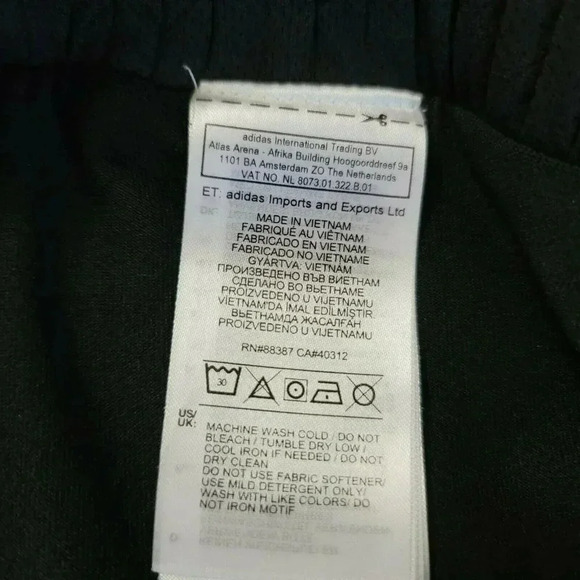 adidas International Trading BV
Atlas Arena - Afrika Building Hoogoorddreef 9a
1101 BA Amsterdam ZO The Netherlands
VAT NO. NL 8073.01.322.B.01
ET: adidas Imports and Exports Ltd
MADE IN VIETNAM
FABRIQUÉ AU VIÊTNAM
FABRICADO EN VIETNAM
FABRICADO NO VIETNAME
GYÁRTVA: VIETNAM
ПРОИЗВЕДЕНО ВЪВ ВИЕТНАМ
СДЕЛАНО ВО ВЬЕТНАМЕ
PROIZVEDENO U VIJETNAMU
VİETNAM'DA İMAL EDİLMİŞTİR
ВЬЕТНАМДА ЖАСАЛҒАН
PROIZVEDENO U VIJETNAMU
RN#88387 CA#40312
30
US/
UK:
MACHINE WASH COLD / DO NOT
BLEACH / TUMBLE DRY LOW /
COOL IRON IF NEEDED / DO NOT
DRY CLEAN
DO NOT USE FABRIC SOFTENER/
USE MILD DETERGENT ONLY/
WASH WITH LIKE COLORS/ DO
NOT IRON MOTIF